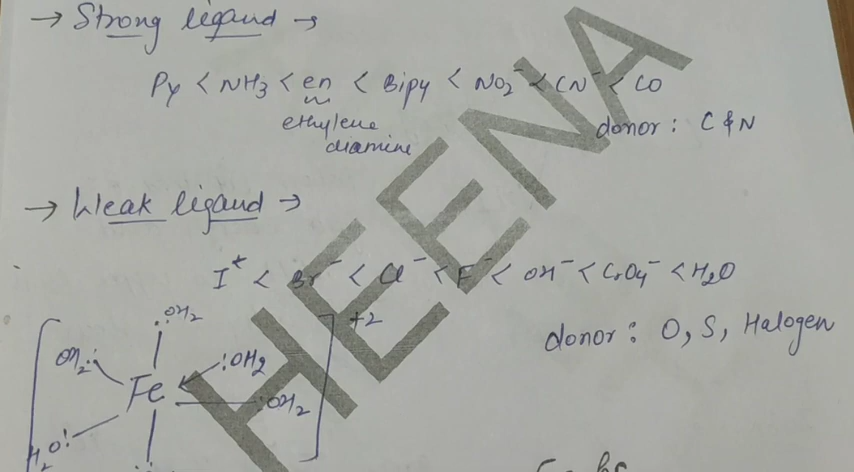 → Strong ligand →
Py < NH3 < en < Bipy < NO2⁻ < CN⁻ < CO
ethylene
diamine
donor : C & N
→ Weak ligand →
I⁻ < Br⁻ < Cl⁻ < F⁻ < OH⁻ < C2O4⁻ < H2O
donor : O, S, Halogen
+2
:OH2
OH2:
:OH2
Fe
:OH2
H2O:
HEENA